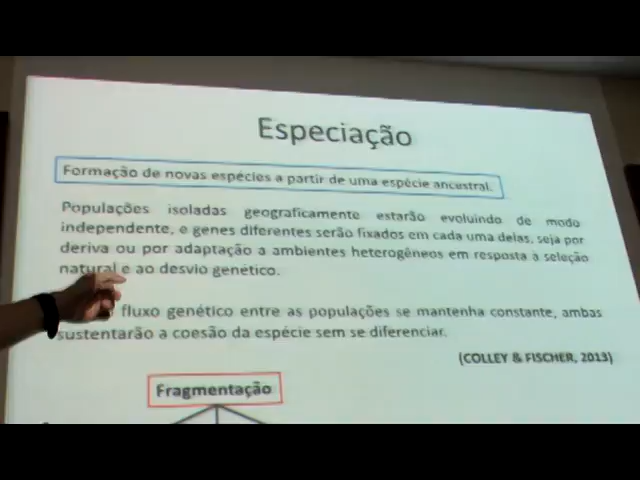 Especiação
Formação de novas espécies a partir de uma espécie ancestral.
Populações isoladas geograficamente estarão evoluindo de modo
independente, e genes diferentes serão fixados em cada uma delas, seja por
deriva ou por adaptação a ambientes heterogêneos em resposta à seleção
natural e ao desvio genético.
fluxo genético entre as populações se mantenha constante, ambas
sustentarão a coesão da espécie sem se diferenciar.
(COLLEY & FISCHER, 2013)
Fragmentação